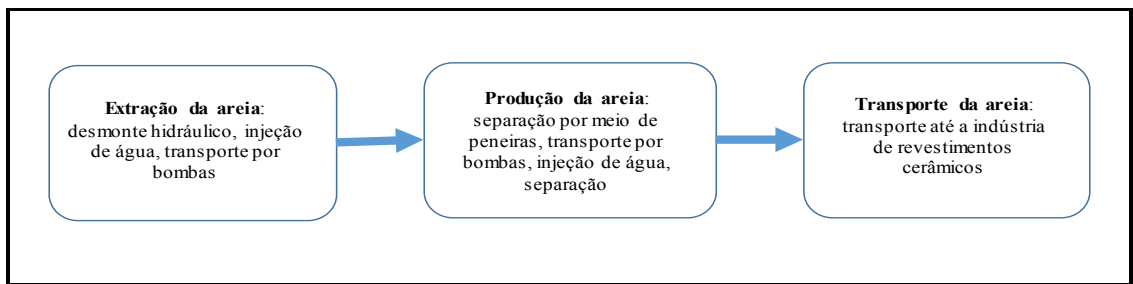 Extração da areia:
desmonte hidráulico, injeção
de água, transporte por
bombas
Produção da areia:
separação por meio de
peneiras, transporte por
bombas, injeção de água,
separação
Transporte da areia:
transporte até a indústria
de revestimentos
cerâmicos